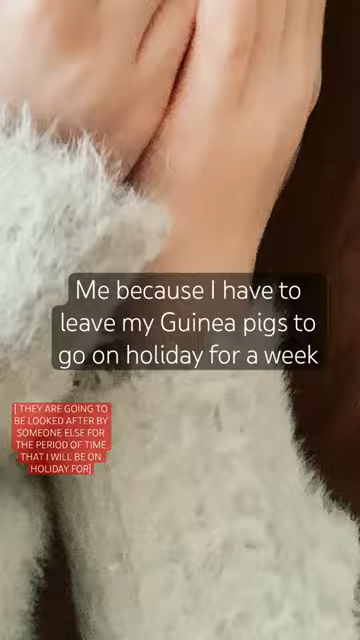 Me because I have to
leave my Guinea pigs to
go on holiday for a week
[ THEY ARE GOING TO
BE LOOKED AFTER BY
SOMEONE ELSE FOR
THE PERIOD OF TIME
THAT I WILL BE ON
HOLIDAY FOR]